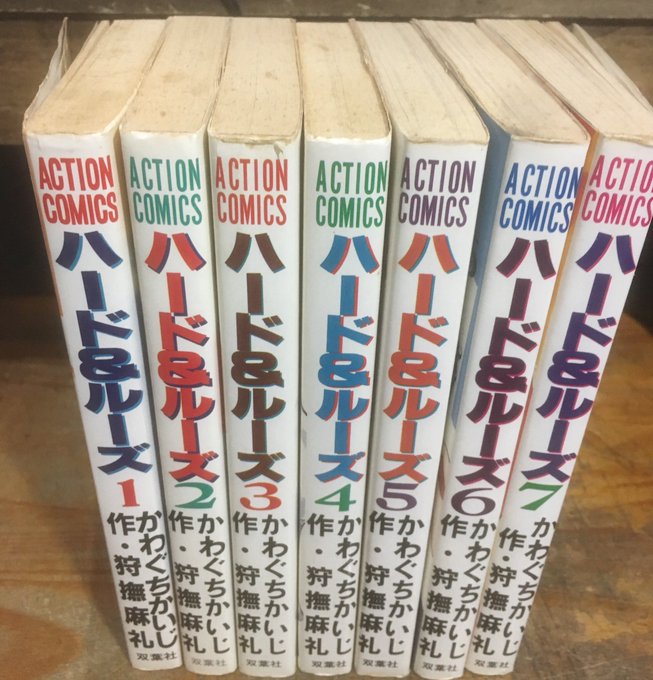 ACTION
COMICS
ハード&ルーズ
1
かわぐちかいじ
作・狩撫麻礼
双葉社
ACTION
COMICS
ハード&ルーズ
2
かわぐちかいじ
作・狩撫麻礼
双葉社
ACTION
COMICS
ハード&ルーズ
3
かわぐちかいじ
作・狩撫麻礼
双葉社
ACTION
COMICS
ハード&ルーズ
4
かわぐちかいじ
作・狩撫麻礼
双葉社
ACTION
COMICS
ハード&ルーズ
5
かわぐちかいじ
作・狩撫麻礼
双葉社
ACTION
COMICS
ハード&ルーズ
6
かわぐちかいじ
作・狩撫麻礼
双葉社
ACTION
COMICS
ハード&ルーズ
7
かわぐちかいじ
作・狩撫麻礼
双葉社